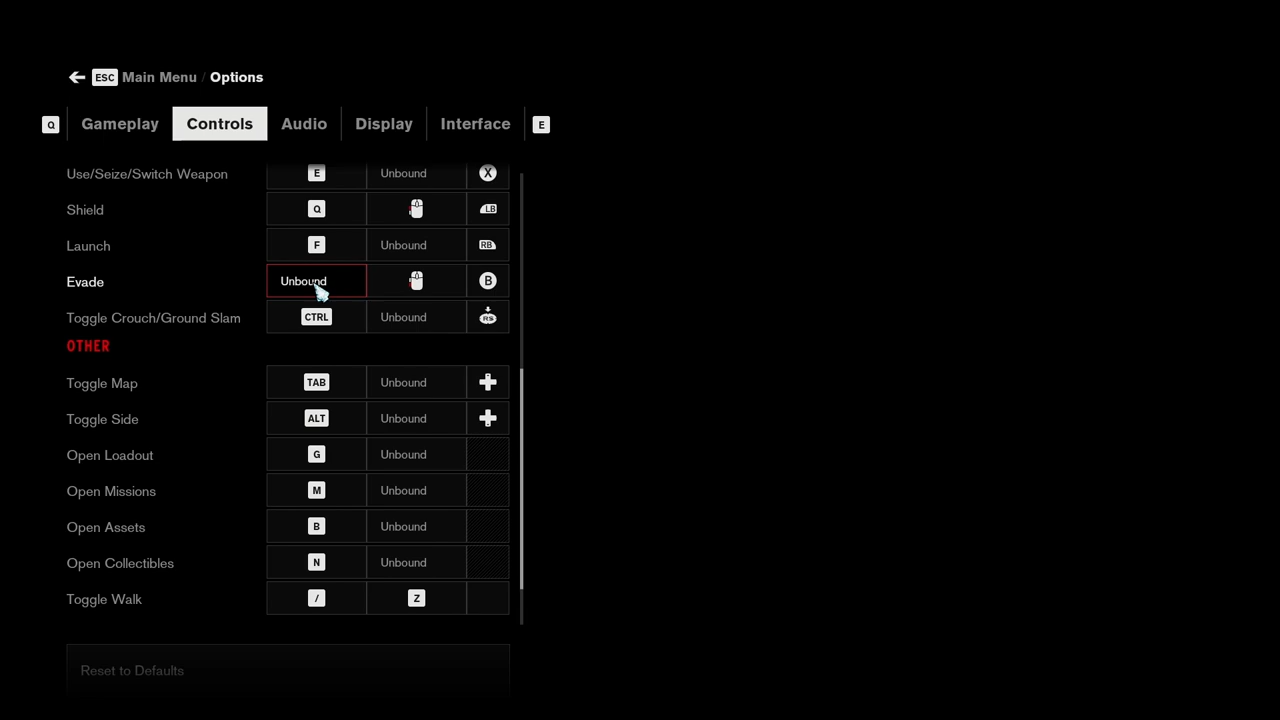 ESC Main Menu / Options
Q Gameplay Controls Audio Display Interface E
Use/Seize/Switch Weapon E Unbound X
Shield Q LB
Launch F Unbound RB
Evade Unbound B
Toggle Crouch/Ground Slam CTRL Unbound RS
OTHER
Toggle Map TAB Unbound
Toggle Side ALT Unbound
Open Loadout G Unbound
Open Missions M Unbound
Open Assets B Unbound
Open Collectibles N Unbound
Toggle Walk / Z
Reset to Defaults